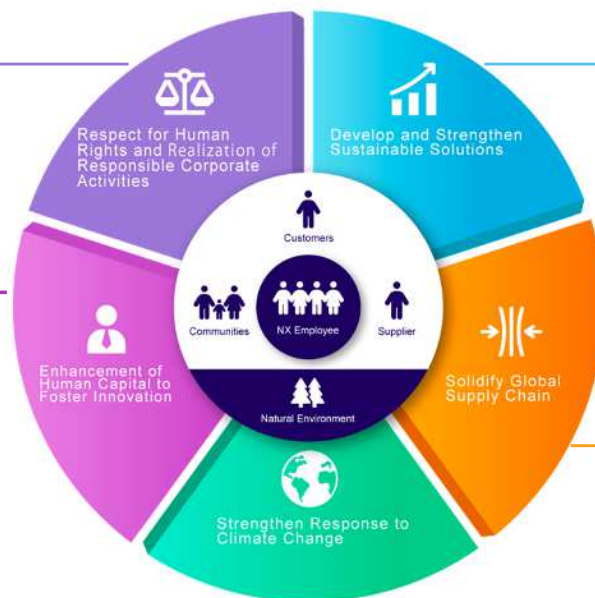 Respect for Human
Rights and Realization of
Responsible Corporate
Activities
Develop and Strengthen
Sustainable Solutions
Customers
Communities
NX Employee
Supplier
Natural Environment
Enhancement of
Human Capital to
Foster Innovation
Solidify Global
Supply Chain
Strengthen Response to
Climate Change